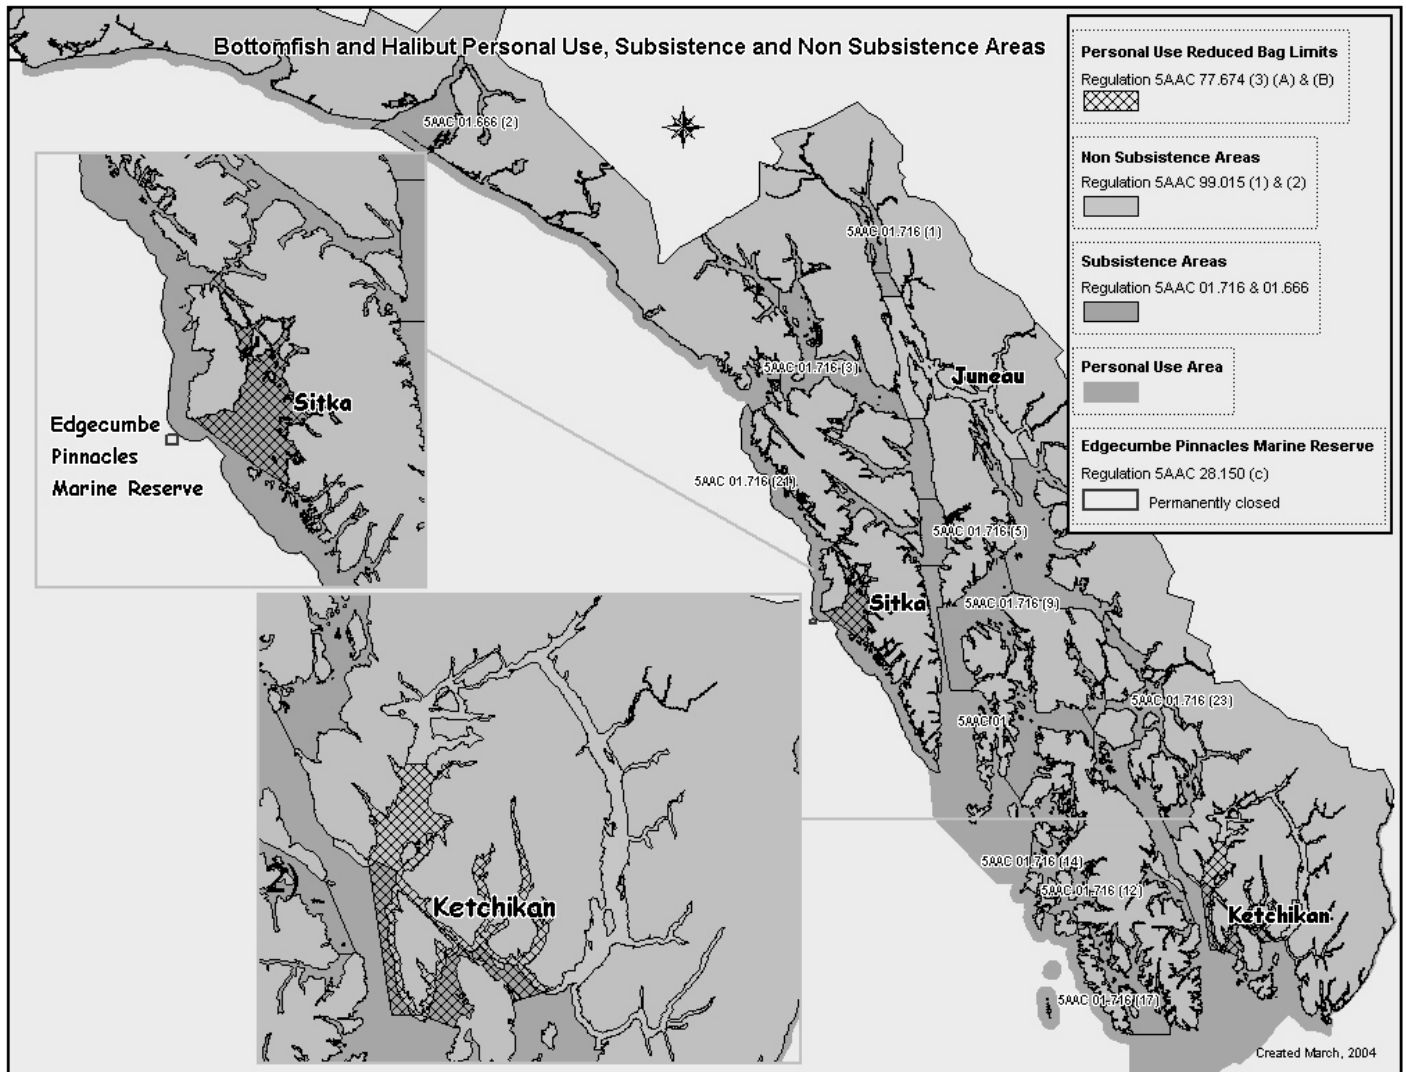 Bottomfish and Halibut Personal Use, Subsistence and Non Subsistence Areas
Personal Use Reduced Bag Limits
Regulation 5AAC 77.674 (3) (A) & (B)
Non Subsistence Areas
Regulation 5AAC 99.015 (1) & (2)
Subsistence Areas
Regulation 5AAC 01.716 & 01.666
Personal Use Area
Edgecumbe Pinnacles Marine Reserve
Regulation 5AAC 28.150 (c)
Permanently closed
5AAC 01.666 (2)
5AAC 01.716 (1)
5AAC 01.716 (3)
Juneau
5AAC 01.716 (21)
5AAC 01.716 (5)
Sitka
5AAC 01.716 (9)
5AAC 01.716 (23)
5AAC 01
5AAC 01.716 (14)
5AAC 01.716 (12)
Ketchikan
5AAC 01.716 (17)
Sitka
Edgecumbe
Pinnacles
Marine Reserve
2)
Ketchikan
Created March, 2004